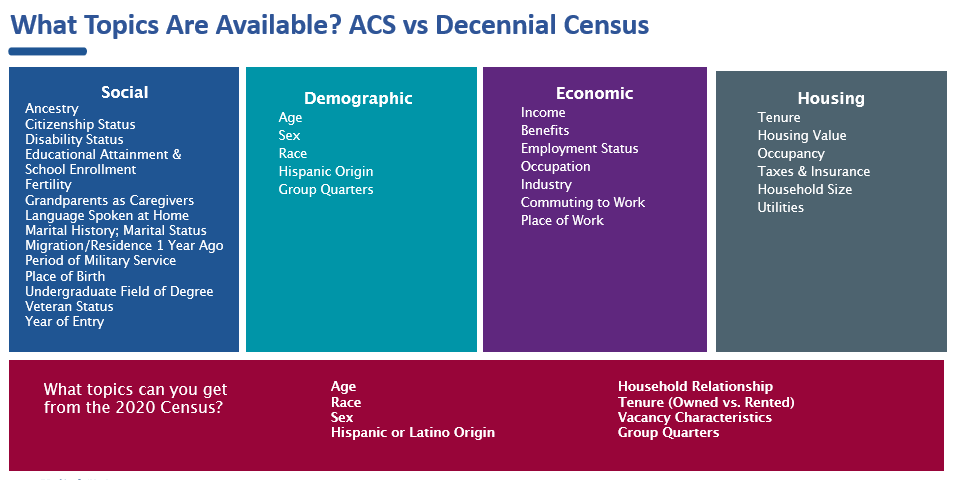 What Topics Are Available? ACS vs Decennial Census
Social
Ancestry
Citizenship Status
Disability Status
Educational Attainment &
School Enrollment
Fertility
Grandparents as Caregivers
Language Spoken at Home
Marital History; Marital Status
Migration/Residence 1 Year Ago
Period of Military Service
Place of Birth
Undergraduate Field of Degree
Veteran Status
Year of Entry
Demographic
Age
Sex
Race
Hispanic Origin
Group Quarters
Economic
Income
Benefits
Employment Status
Occupation
Industry
Commuting to Work
Place of Work
Housing
Tenure
Housing Value
Occupancy
Taxes & Insurance
Household Size
Utilities
What topics can you get
from the 2020 Census?
Age
Race
Sex
Hispanic or Latino Origin
Household Relationship
Tenure (Owned vs. Rented)
Vacancy Characteristics
Group Quarters